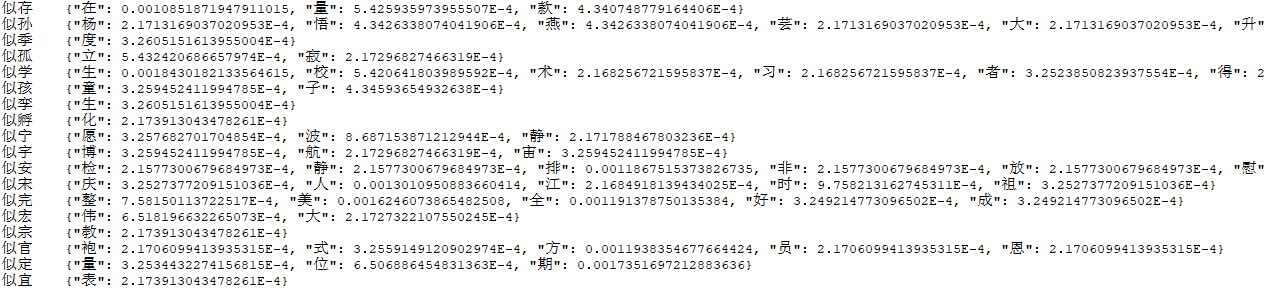 似存	{"在": 0.0010851871947911015, "量": 5.425935973955507E-4, "款": 4.340748779164406E-4}
似孙	{"杨": 2.1713169037020953E-4, "悟": 4.3426338074041906E-4, "燕": 4.3426338074041906E-4, "芸": 2.1713169037020953E-4, "大": 2.1713169037020953E-4, "升"
似季	{"度": 3.2605151613955004E-4}
似孤	{"立": 5.432420686657974E-4, "寂": 2.17296827466319E-4}
似学	{"生": 0.0018430182133564615, "校": 5.420641803989592E-4, "术": 2.168256721595837E-4, "习": 2.168256721595837E-4, "者": 3.2523850823937554E-4, "得": 2
似孩	{"童": 3.259452411994785E-4, "子": 4.34593654932638E-4}
似孪	{"生": 3.2605151613955004E-4}
似孵	{"化": 2.173913043478261E-4}
似宁	{"愿": 3.257682701704854E-4, "波": 8.687153871212944E-4, "静": 2.171788467803236E-4}
似宇	{"博": 3.259452411994785E-4, "航": 2.17296827466319E-4, "宙": 3.259452411994785E-4}
似安	{"检": 2.1577300679684973E-4, "静": 2.1577300679684973E-4, "排": 0.0011867515373826735, "非": 2.1577300679684973E-4, "放": 2.1577300679684973E-4, "慰
似宋	{"庆": 3.2527377209151036E-4, "人": 0.0013010950883660414, "江": 2.1684918139434025E-4, "时": 9.758213162745311E-4, "祖": 3.2527377209151036E-4}
似完	{"整": 7.58150113722517E-4, "美": 0.0016246073865482508, "全": 0.001191378750135384, "好": 3.249214773096502E-4, "成": 3.249214773096502E-4}
似宏	{"伟": 6.518196632265073E-4, "大": 2.1727322107550245E-4}
似宗	{"教": 2.173913043478261E-4}
似官	{"袍": 2.1706099413935315E-4, "式": 3.2559149120902974E-4, "方": 0.0011938354677664424, "员": 2.1706099413935315E-4, "恩": 2.1706099413935315E-4}
似定	{"量": 3.2534432274156815E-4, "位": 6.506886454831363E-4, "期": 0.0017351697212883636}
似宜	{"表": 2.173913043478261E-4}